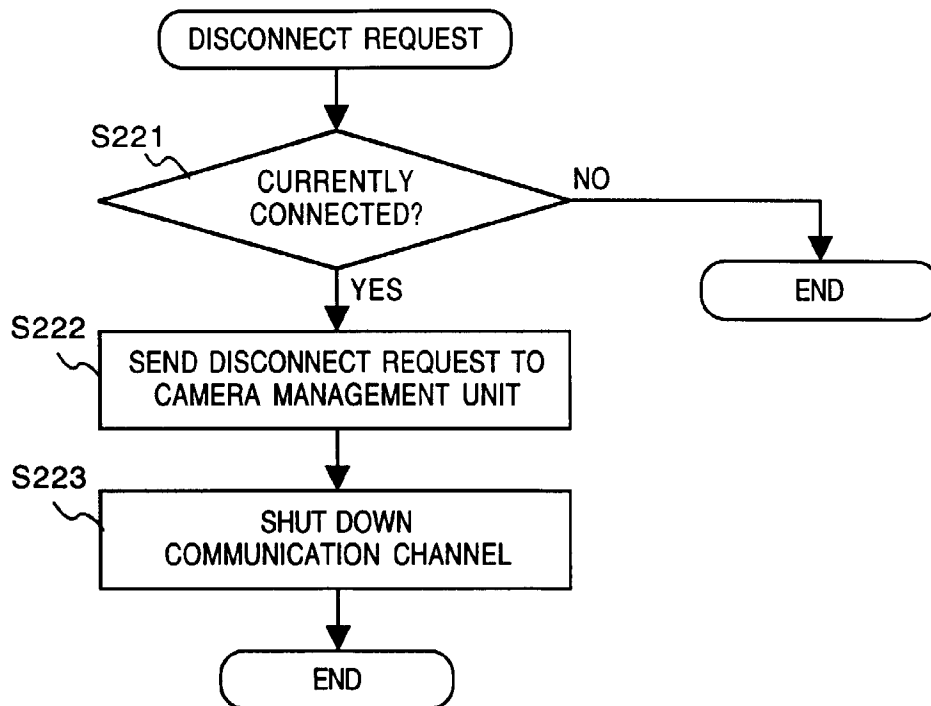 DISCONNECT REQUEST
S221
CURRENTLY
CONNECTED?
NO
END
YES
S222
SEND DISCONNECT REQUEST TO
CAMERA MANAGEMENT UNIT
S223
SHUT DOWN
COMMUNICATION CHANNEL
END